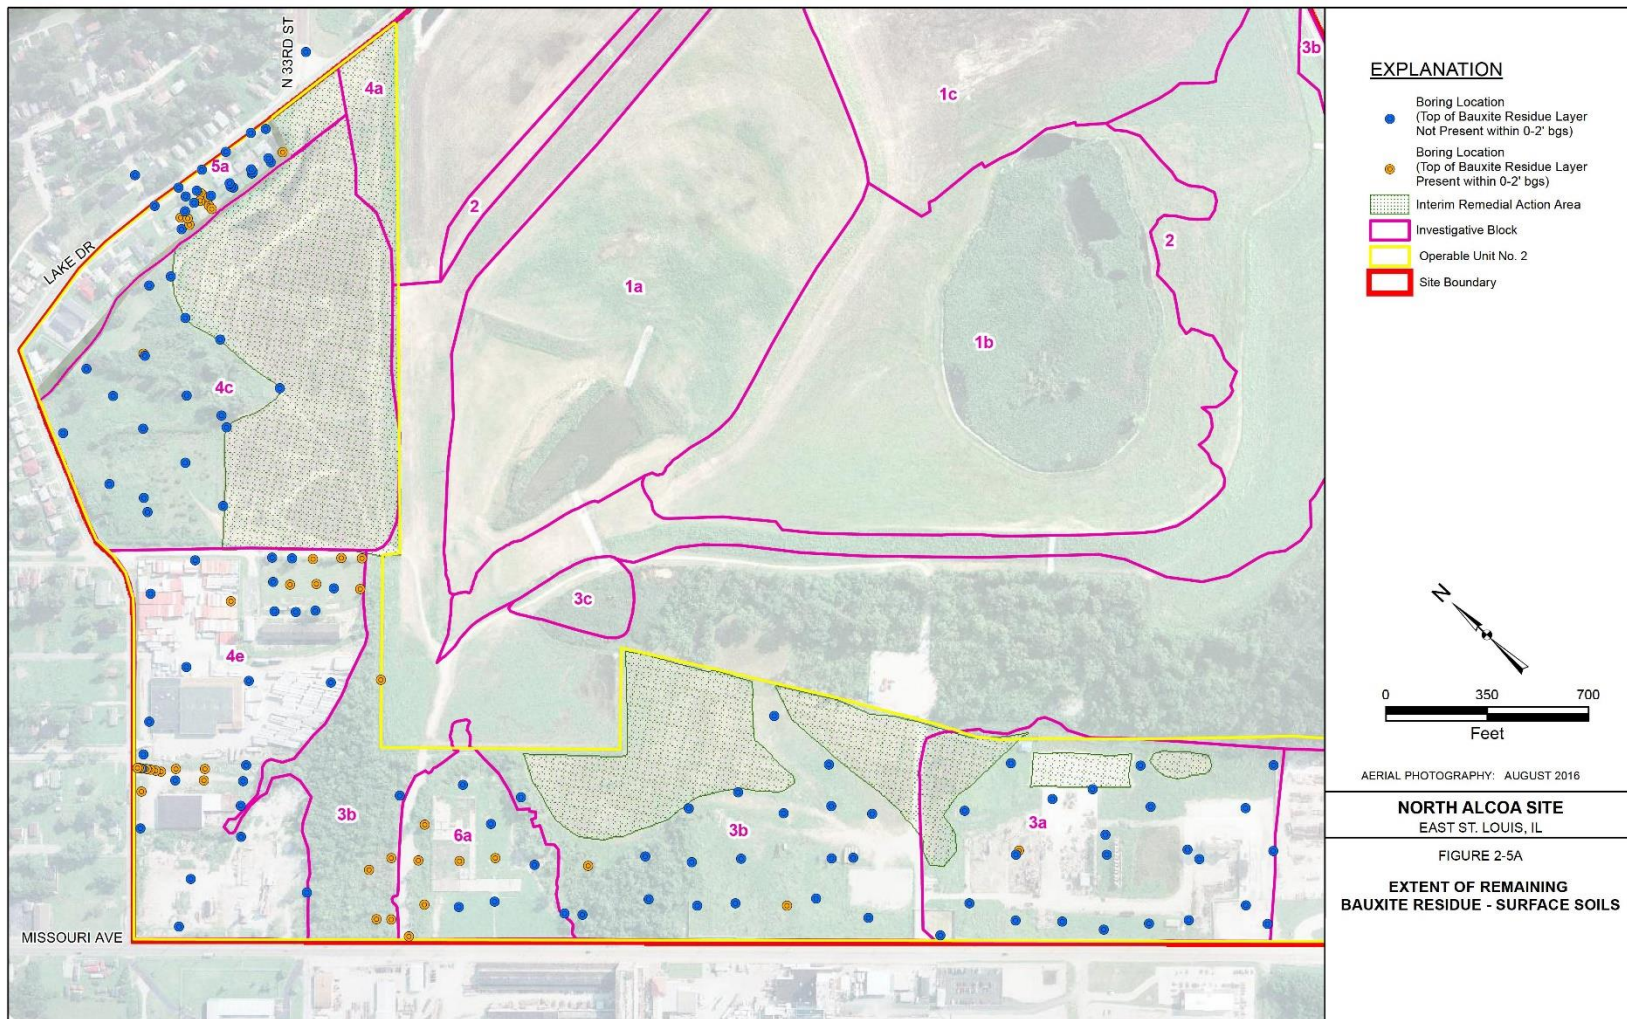 N 33RD ST
LAKE DR
MISSOURI AVE
4a
5a
4c
2
1a
1c
3b
2
1b
3c
4e
3b
6a
3b
3a
EXPLANATION
Boring Location
(Top of Bauxite Residue Layer
Not Present within 0-2' bgs)
Boring Location
(Top of Bauxite Residue Layer
Present within 0-2' bgs)
Interim Remedial Action Area
Investigative Block
Operable Unit No. 2
Site Boundary
N
0 350 700
Feet
AERIAL PHOTOGRAPHY: AUGUST 2016
NORTH ALCOA SITE
EAST ST. LOUIS, IL
FIGURE 2-5A
EXTENT OF REMAINING
BAUXITE RESIDUE - SURFACE SOILS